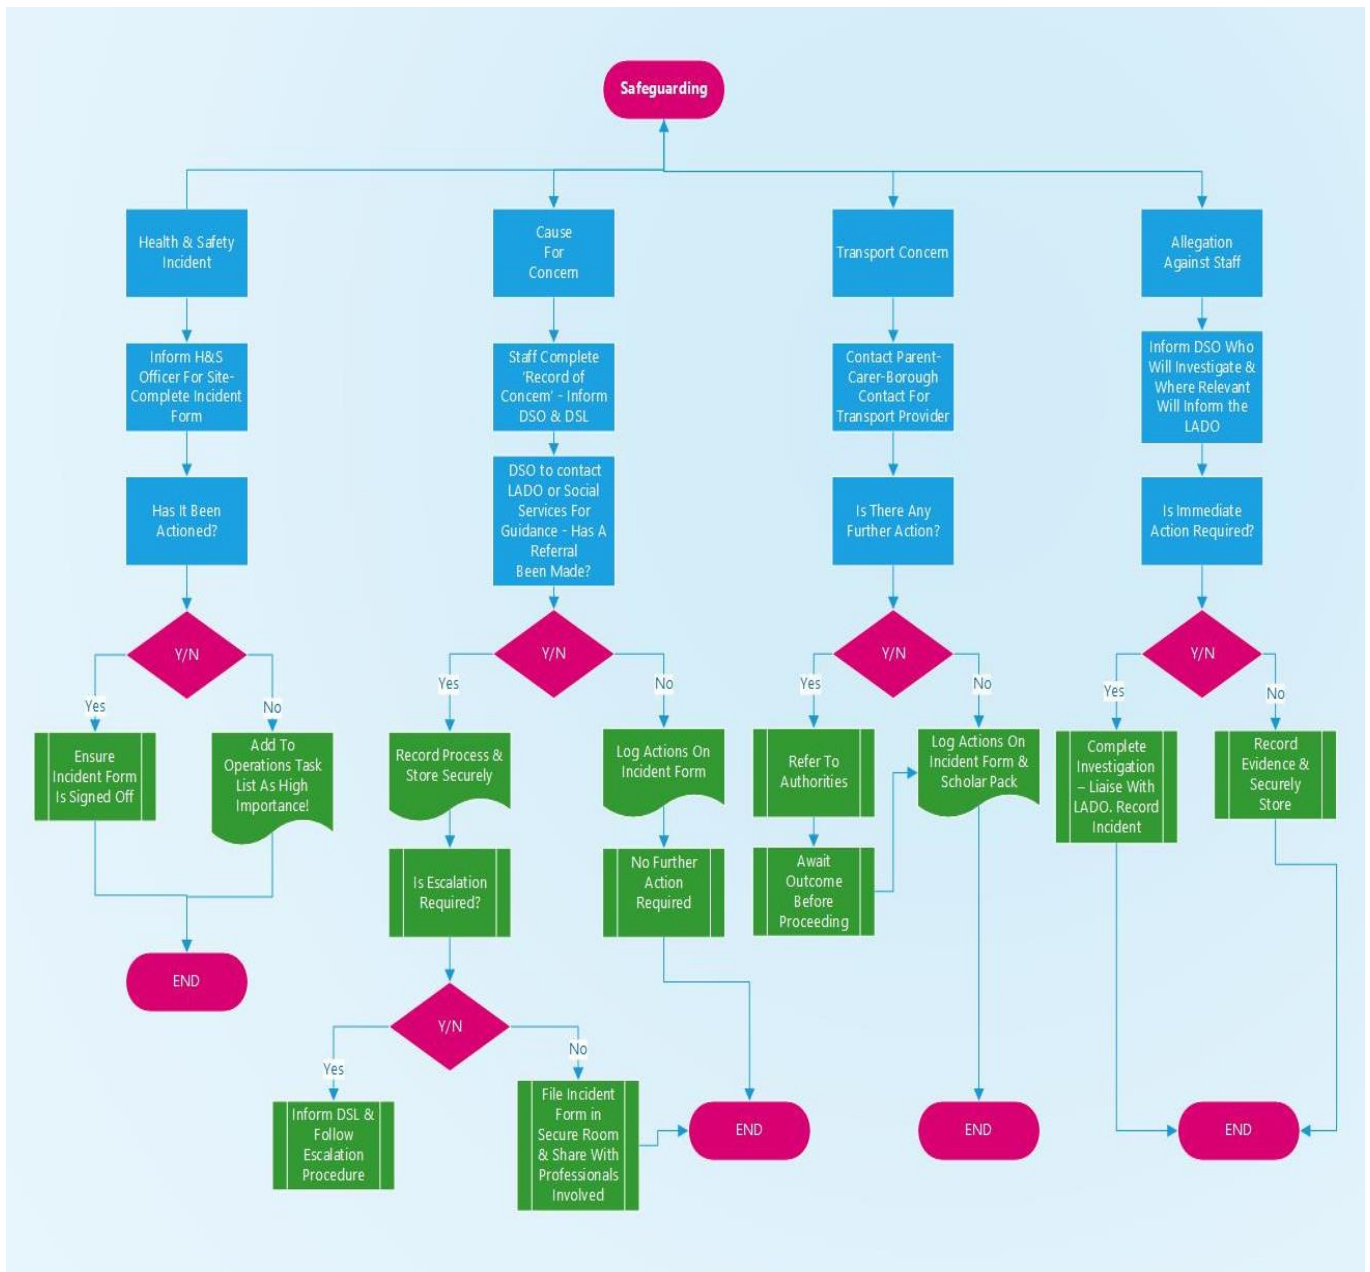 Safeguarding
Health & Safety
Incident
Cause
For
Concern
Transport Concern
Allegation
Against Staff
Inform H&S
Officer For Site-
Complete Incident
Form
Staff Complete
‘Record of
Concern’ - Inform
DSO & DSL
Contact Parent-
Carer-Borough
Contact For
Transport Provider
Inform DSO Who
Will Investigate &
Where Relevant
Will Inform the
LADO
Has It Been
Actioned?
DSO to contact
LADO or Social
Services For
Guidance - Has A
Referral
Been Made?
Is There Any
Further Action?
Is Immediate
Action Required?
Y/N
Y/N
Y/N
Y/N
Yes
No
Yes
No
Yes
No
Yes
No
Ensure
Incident Form
Is Signed Off
Add To
Operations Task
List As High
Importance!
Record Process &
Store Securely
Log Actions On
Incident Form
Refer To
Authorities
Log Actions On
Incident Form &
Scholar Pack
Complete
Investigation
– Liaise With
LADO. Record
Incident
Record
Evidence &
Securely
Store
Is Escalation
Required?
No Further
Action
Required
Await
Outcome
Before
Proceeding
END
Y/N
Yes
No
Inform DSL &
Follow
Escalation
Procedure
File Incident
Form in
Secure Room
& Share With
Professionals
Involved
END
END
END